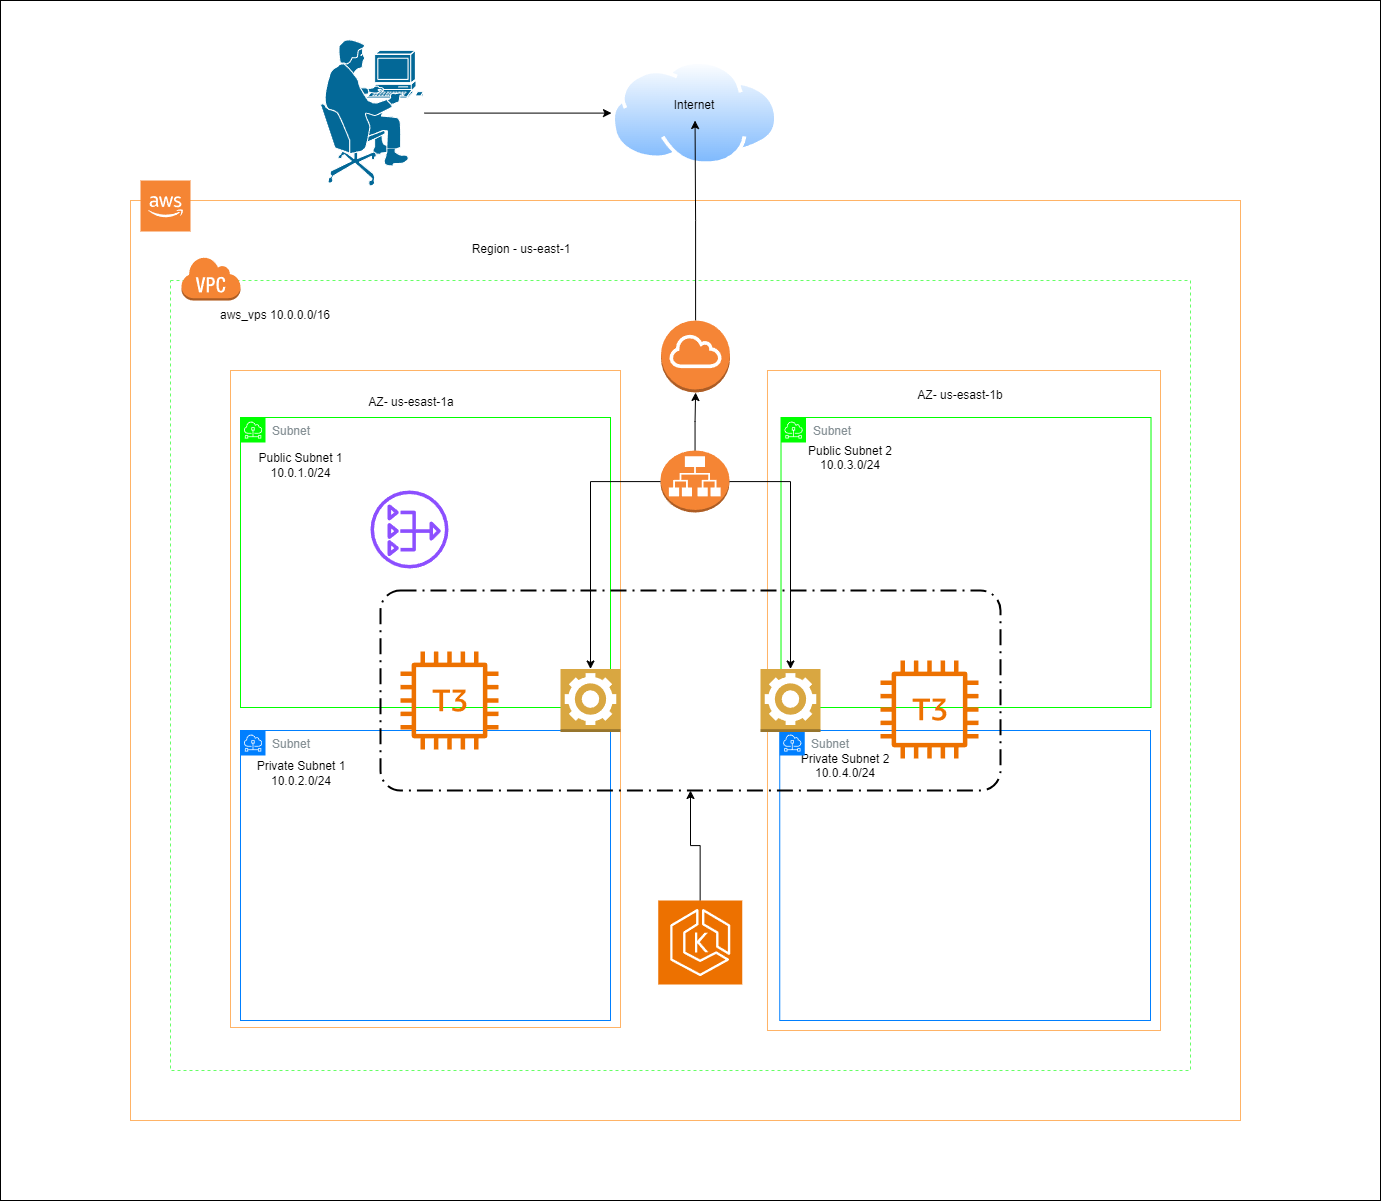 Internet
aws
Region - us-east-1
VPC
aws_vps 10.0.0.0/16
AZ- us-esast-1a
AZ- us-esast-1b
Subnet
Public Subnet 1
10.0.1.0/24
Subnet
Public Subnet 2
10.0.3.0/24
T3
T3
Subnet
Private Subnet 1
10.0.2.0/24
Subnet
Private Subnet 2
10.0.4.0/24
K